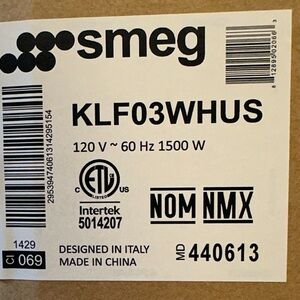 smeg
KLF03WHUS
120 V ~ 60 Hz 1500 W
C ETL US
LISTED
Intertek
5014207
NOM NMX
1429
CI 069
DESIGNED IN ITALY
MADE IN CHINA
MD 440613